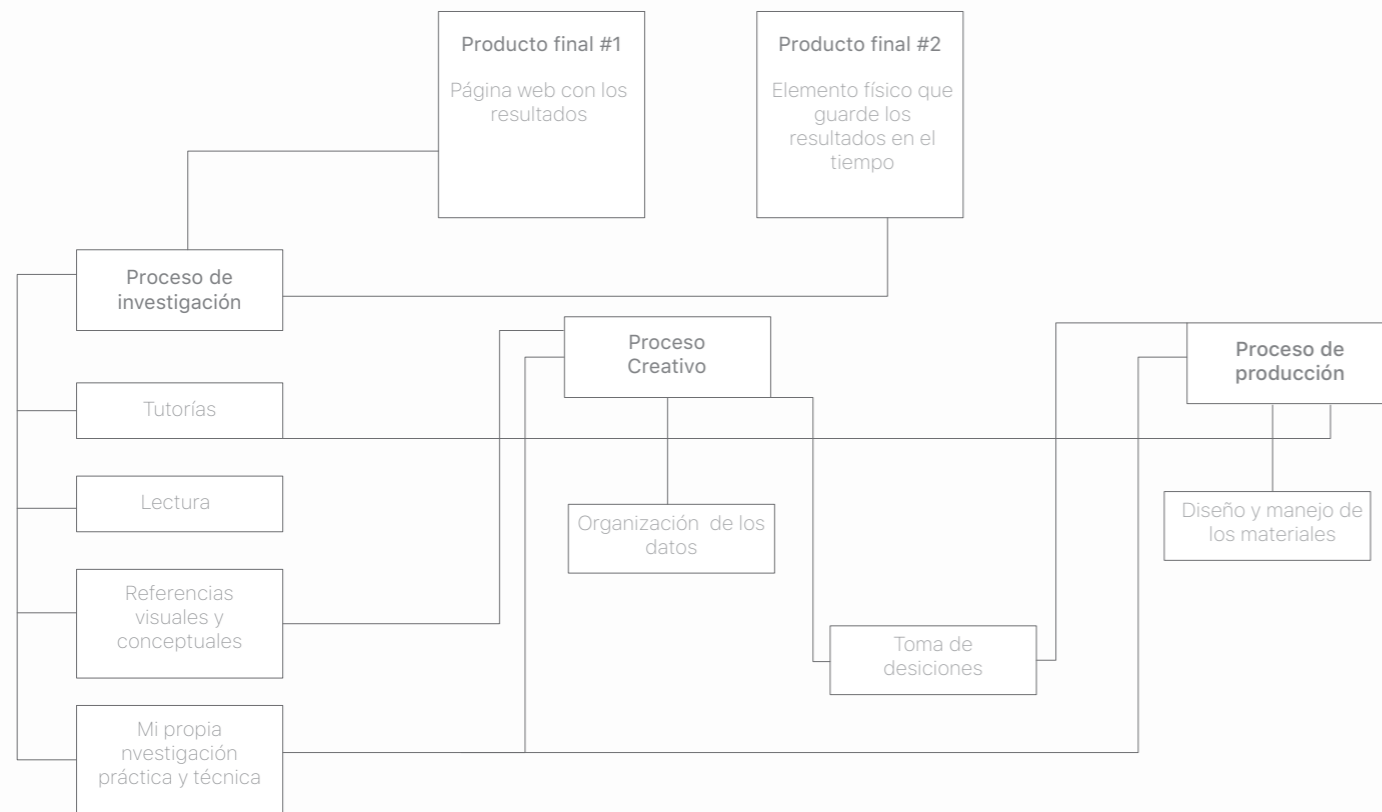 Producto final #1
Página web con los
resultados
Producto final #2
Elemento físico que
guarde los
resultados en el
tiempo
Proceso de
investigación
Proceso
Creativo
Proceso de
producción
Tutorías
Lectura
Organización de los
datos
Diseño y manejo de
los materiales
Referencias
visuales y
conceptuales
Toma de
desiciones
Mi propia
nvestigación
práctica y técnica